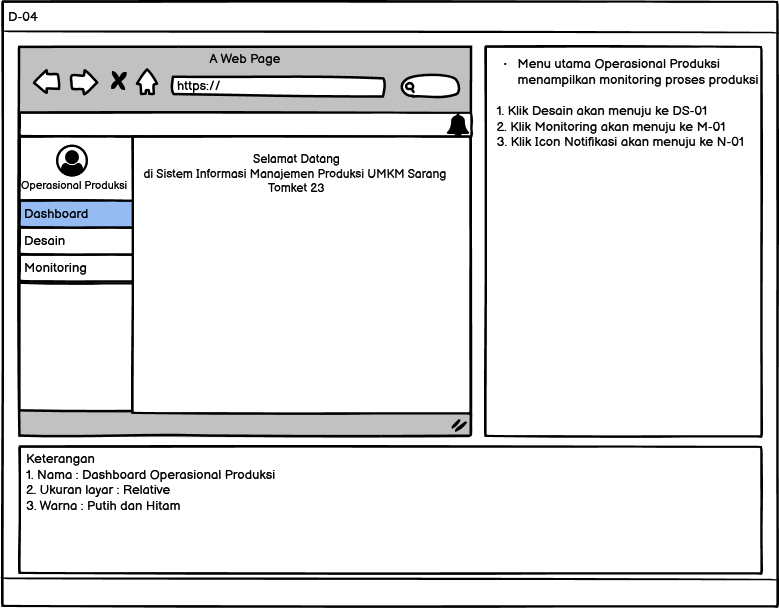 D-04
A Web Page
https://
Operasional Produksi
Dashboard
Desain
Monitoring
Selamat Datang
di Sistem Informasi Manajemen Produksi UMKM Sarang
Tomket 23
• Menu utama Operasional Produksi
menampilkan monitoring proses produksi
1. Klik Desain akan menuju ke DS-01
2. Klik Monitoring akan menuju ke M-01
3. Klik Icon Notifikasi akan menuju ke N-01
Keterangan
1. Nama : Dashboard Operasional Produksi
2. Ukuran layar : Relative
3. Warna : Putih dan Hitam